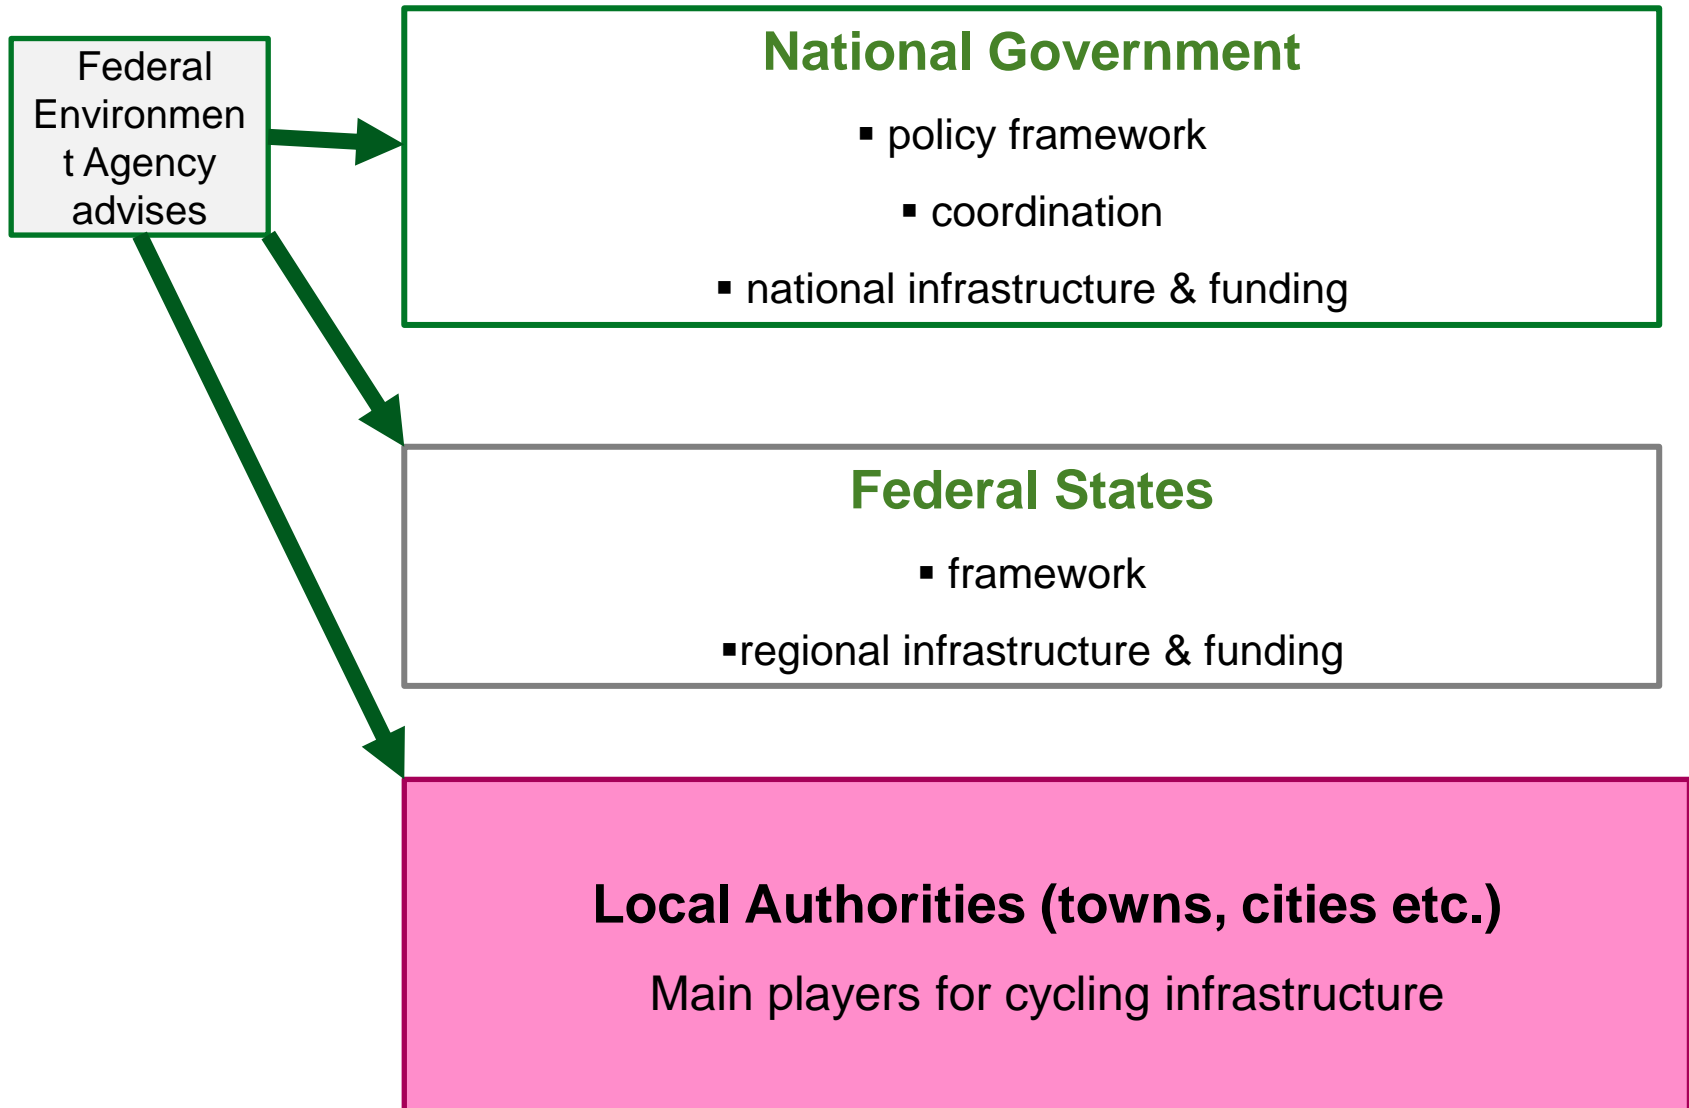 Federal
Environmen
t Agency
advises
National Government
▪ policy framework
▪ coordination
▪ national infrastructure & funding
Federal States
▪ framework
▪regional infrastructure & funding
Local Authorities (towns, cities etc.)
Main players for cycling infrastructure